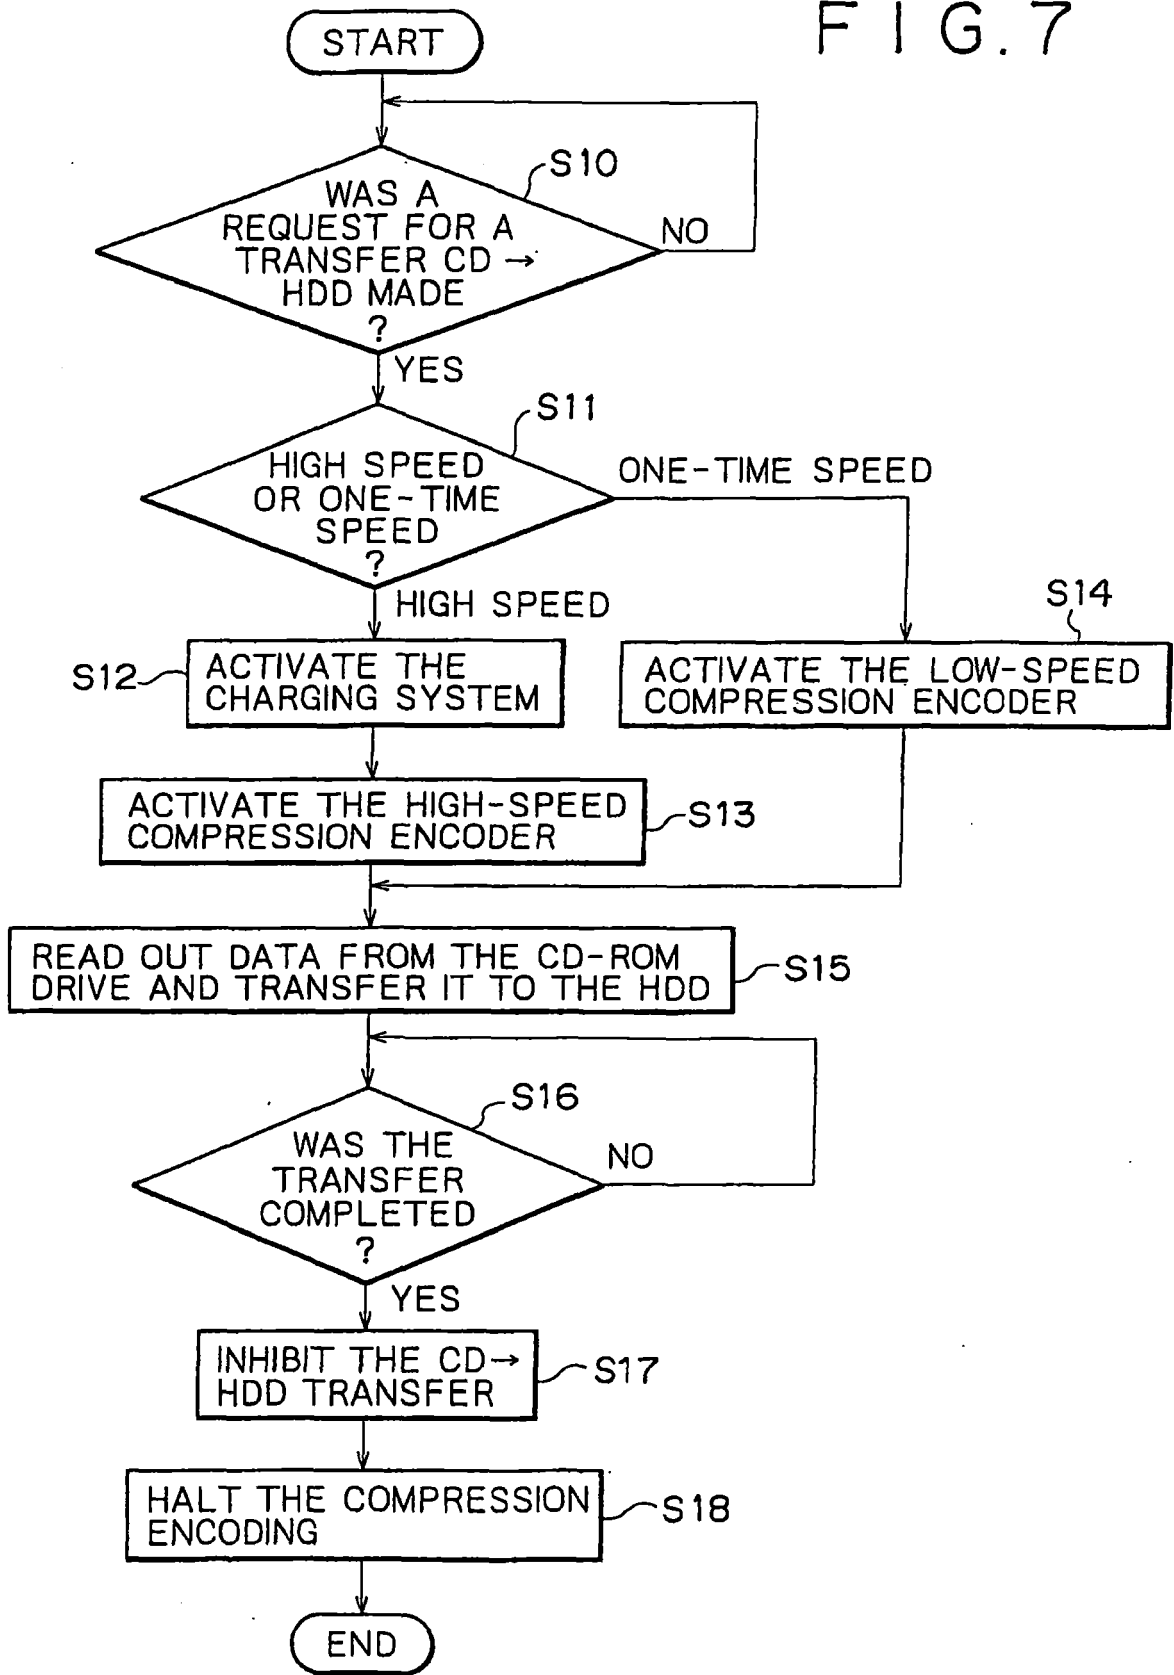 FIG.7
START
S10
WAS A
REQUEST FOR A
TRANSFER CD →
HDD MADE
?
NO
YES
S11
HIGH SPEED
OR ONE-TIME
SPEED
?
ONE-TIME SPEED
HIGH SPEED
S14
S12
ACTIVATE THE
CHARGING SYSTEM
ACTIVATE THE LOW-SPEED
COMPRESSION ENCODER
ACTIVATE THE HIGH-SPEED
COMPRESSION ENCODER
S13
READ OUT DATA FROM THE CD-ROM
DRIVE AND TRANSFER IT TO THE HDD
S15
S16
WAS THE
TRANSFER
COMPLETED
?
NO
YES
INHIBIT THE CD→
HDD TRANSFER
S17
HALT THE COMPRESSION
ENCODING
S18
END